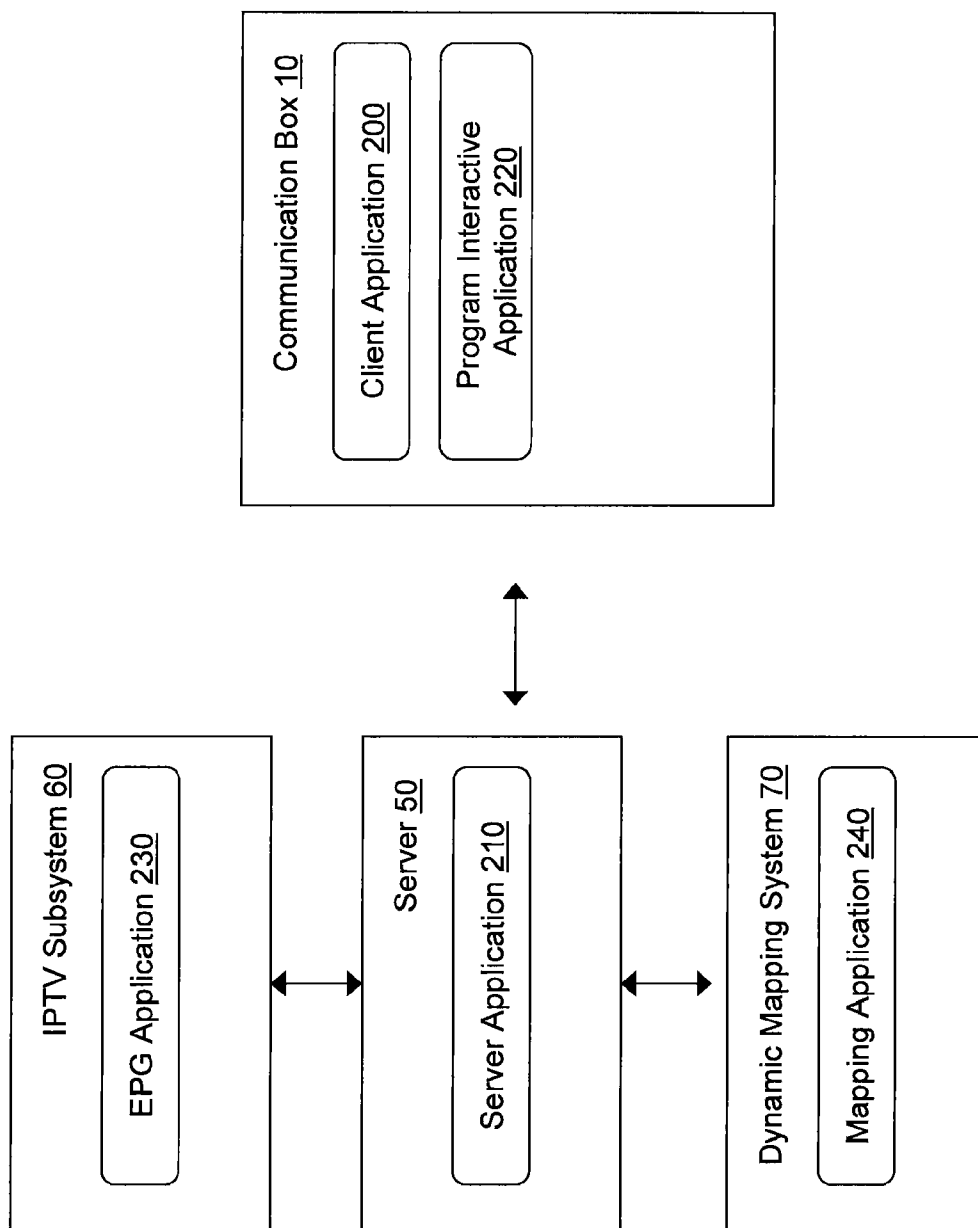 IPTV Subsystem 60
EPG Application 230
Server 50
Server Application 210
Dynamic Mapping System 70
Mapping Application 240
Communication Box 10
Client Application 200
Program Interactive
Application 220